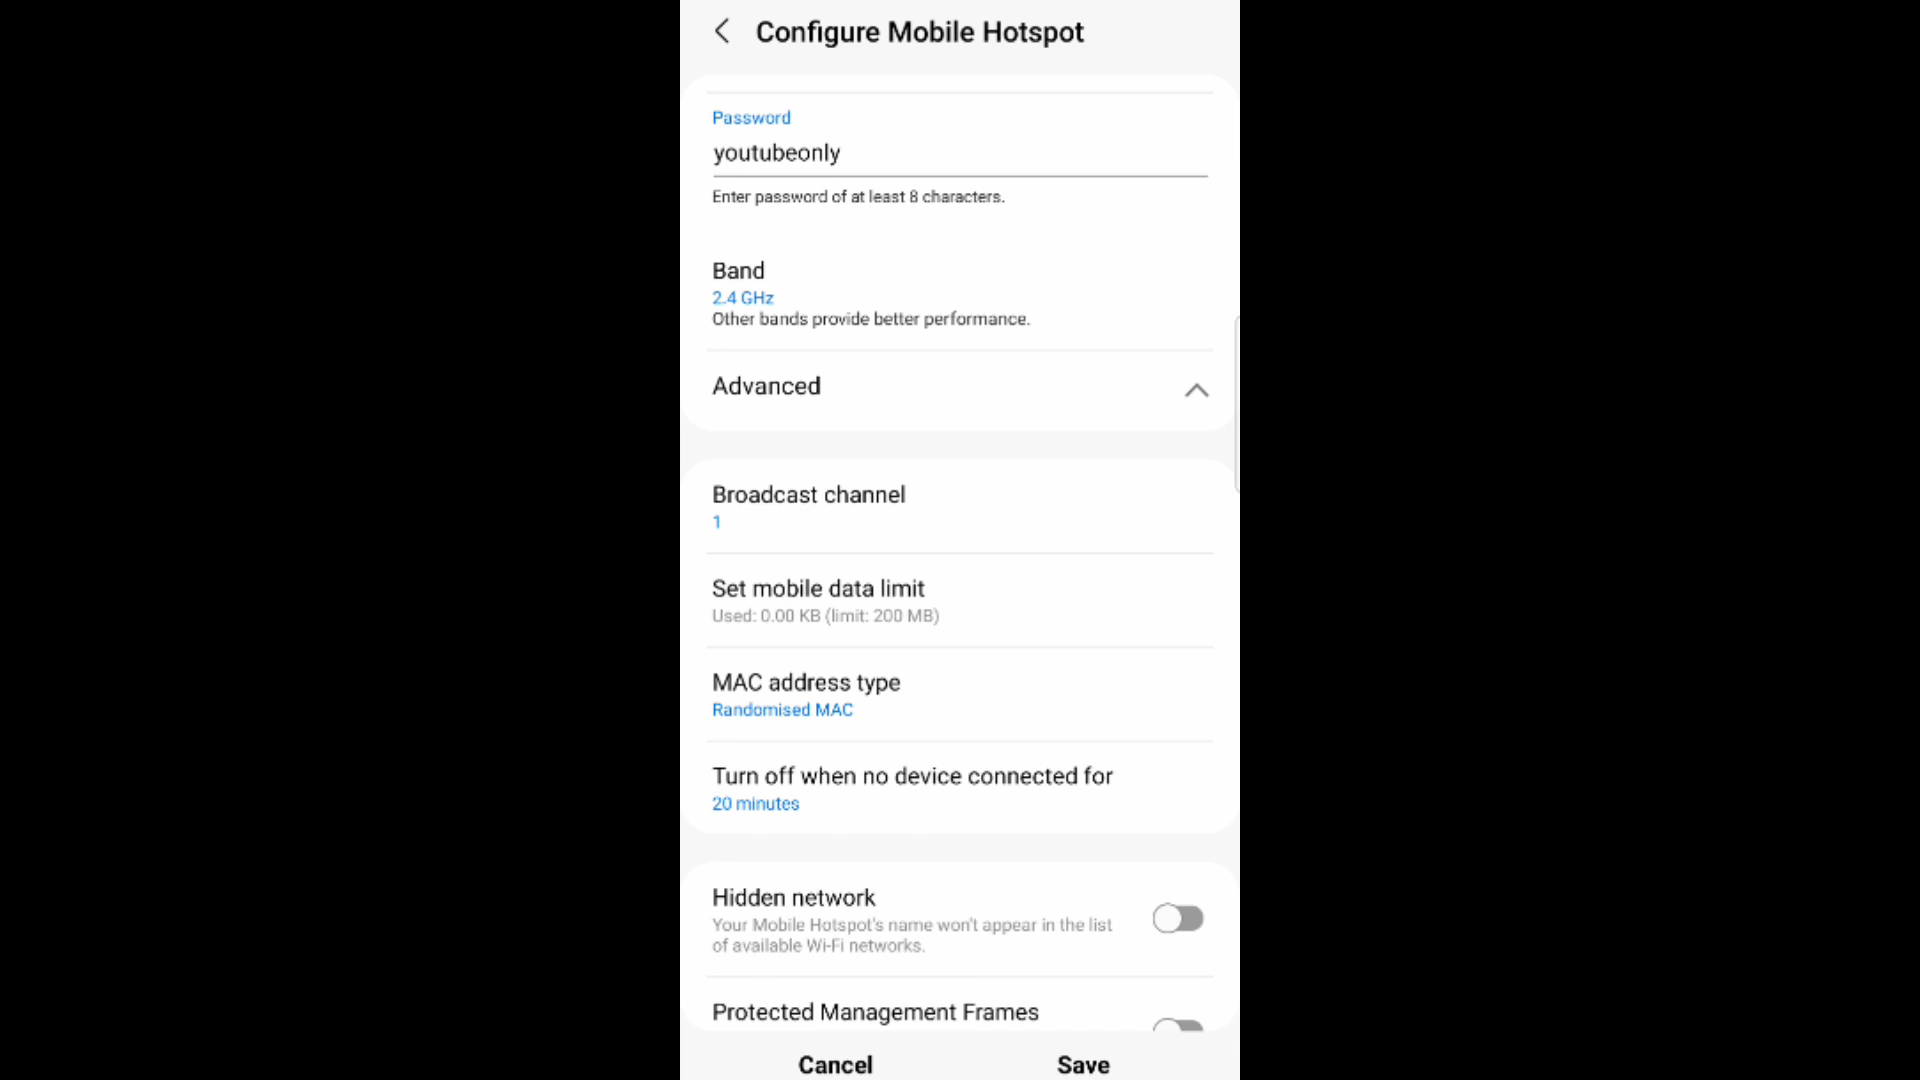 Configure Mobile Hotspot
Password
youtubeonly
Enter password of at least 8 characters.
Band
2.4 GHz
Other bands provide better performance.
Advanced
Broadcast channel
1
Set mobile data limit
Used: 0.00 KB (limit: 200 MB)
MAC address type
Randomised MAC
Turn off when no device connected for
20 minutes
Hidden network
Your Mobile Hotspot's name won't appear in the list
of available Wi-Fi networks.
Protected Management Frames
Cancel
Save